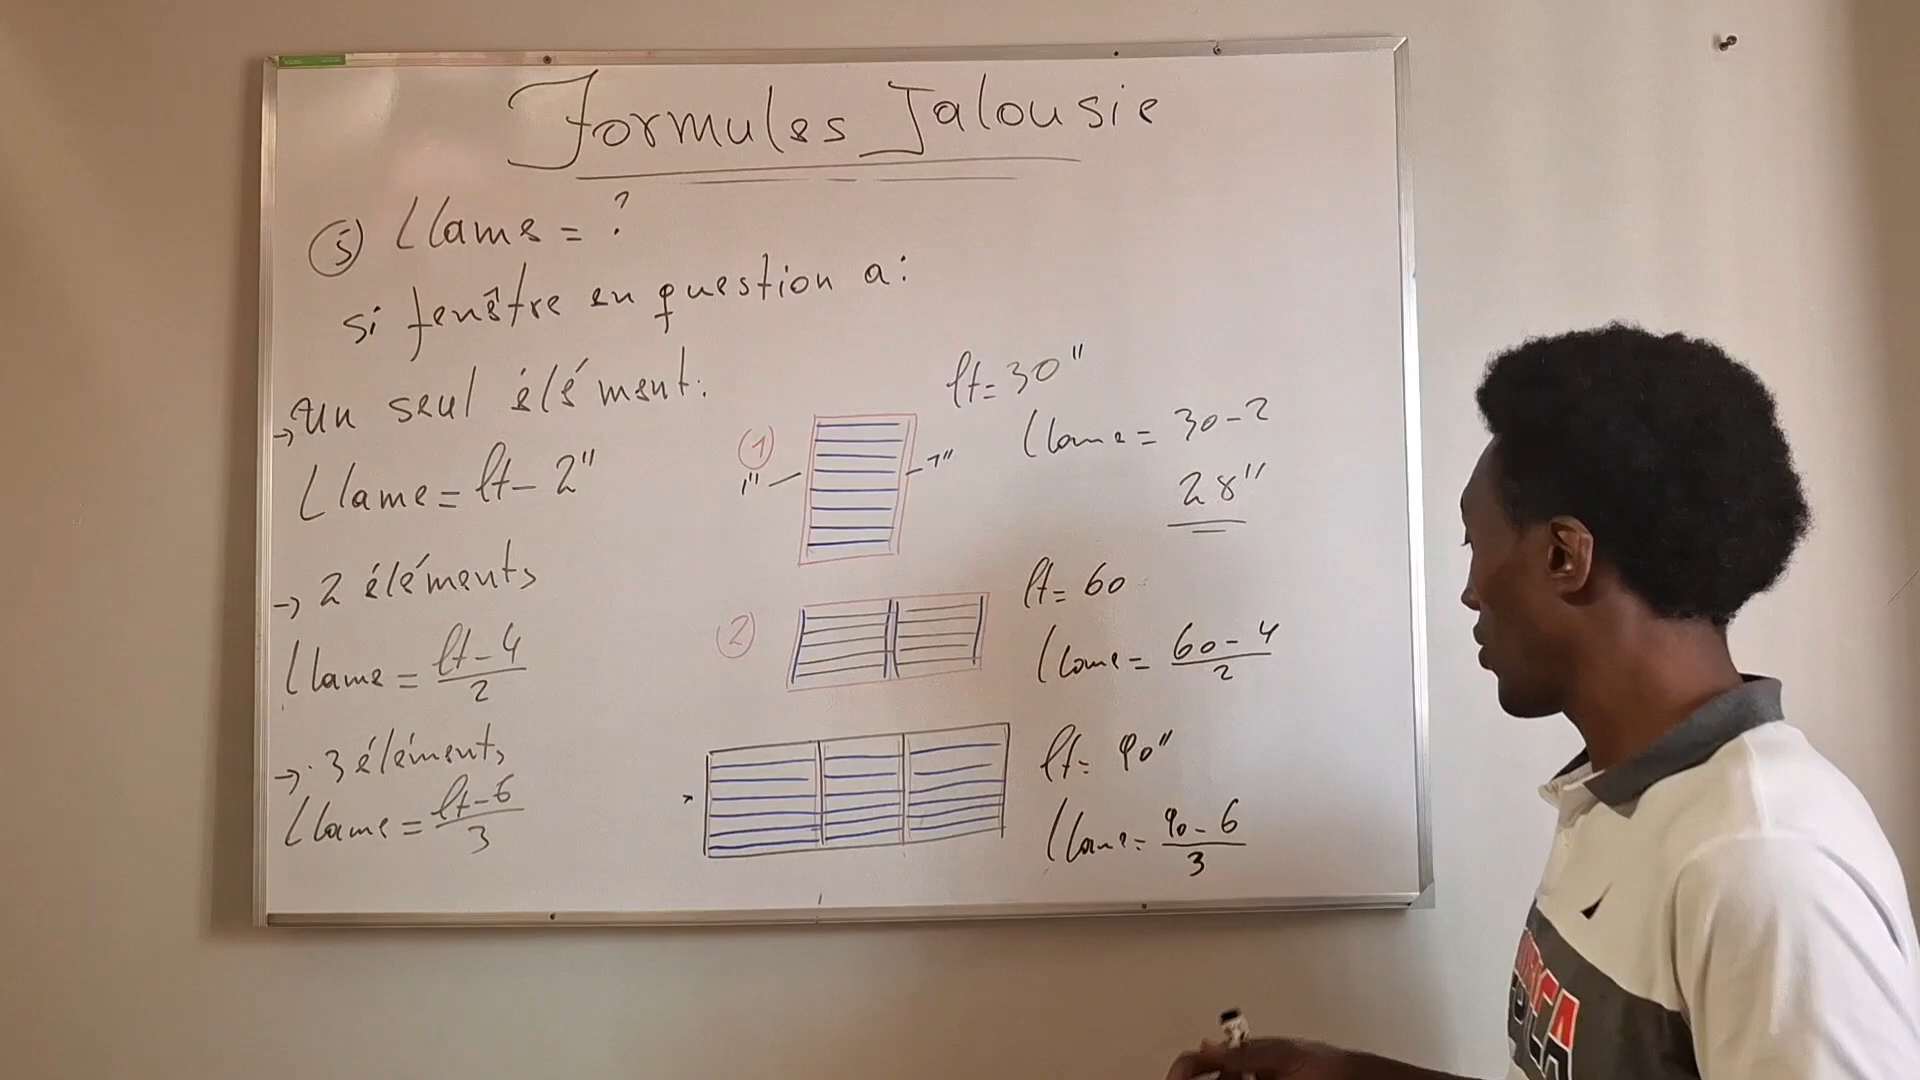 Formules Jalousie
5) Llame = ?
si fenêtre en question a:
→ un seul élément:
Llame = lt - 2"
→ 2 éléments
Llame = lt - 4 / 2
→ 3 éléments
Llame = lt - 6 / 3
1
1"
1"
lt = 30"
Llame = 30 - 2
28"
2
lt = 60
Llame = 60 - 4 / 2
lt = 90"
Llame = 90 - 6 / 3